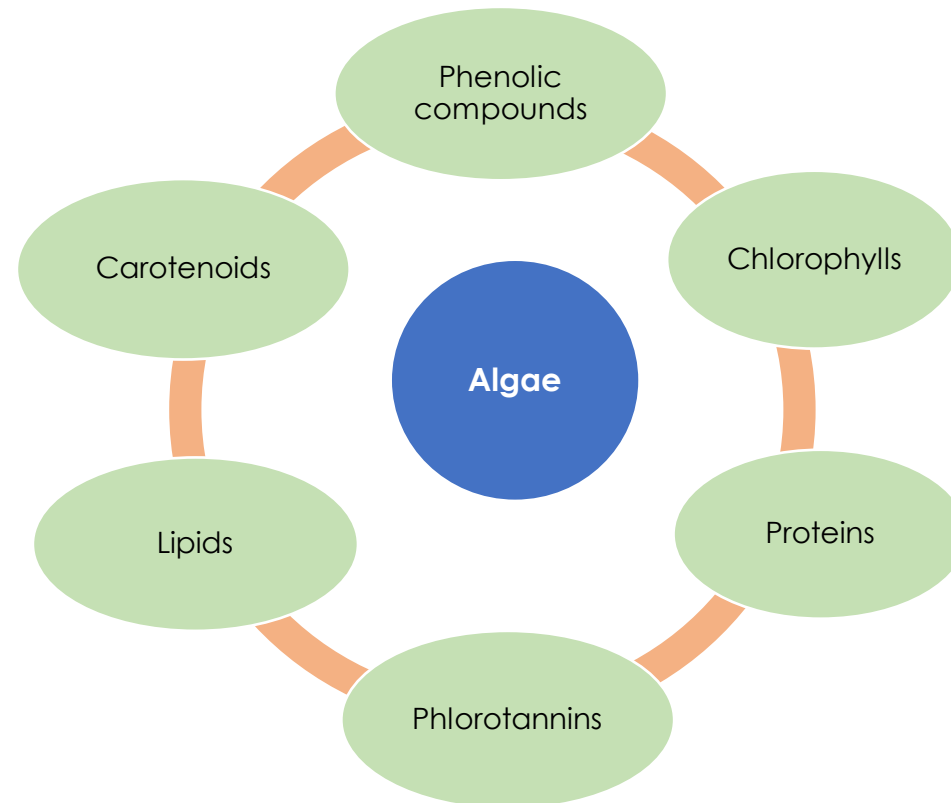 Phenolic
compounds
Chlorophylls
Carotenoids
Algae
Proteins
Lipids
Phlorotannins